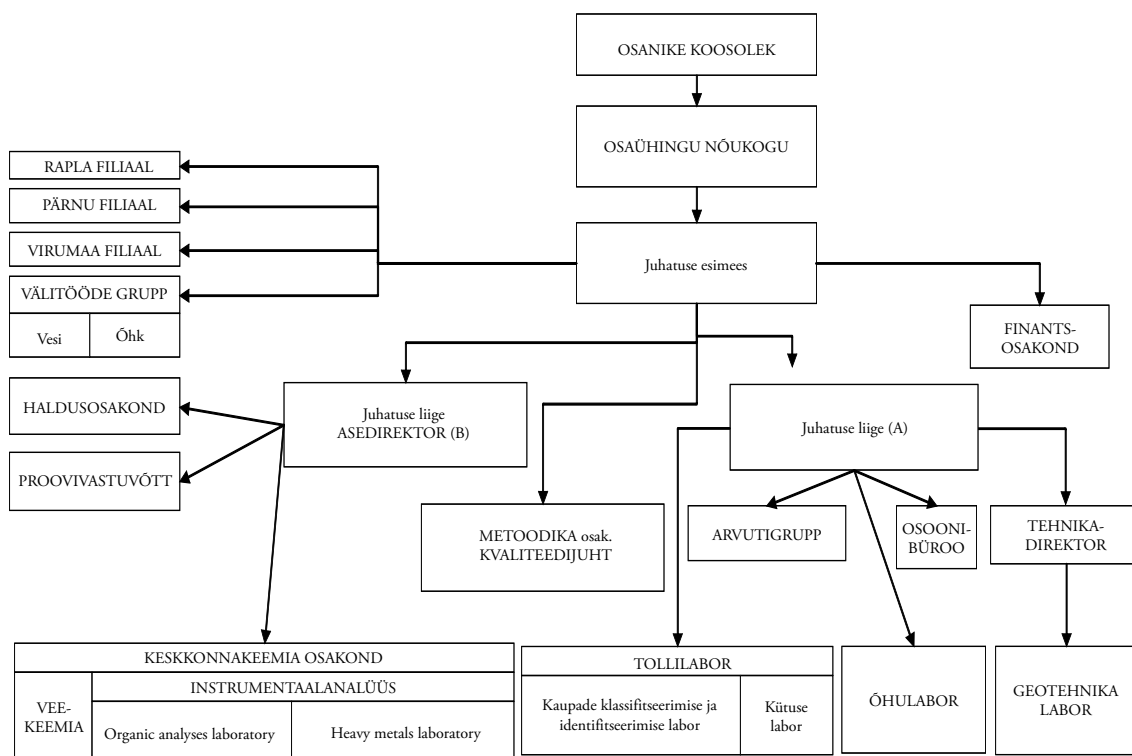 OSANIKE KOOSOLEK
OSAÜHINGU NÕUKOGU
RAPLA FILIAAL
PÄRNU FILIAAL
VIRUMAA FILIAAL
VÄLITÖÖDE GRUPP
Vesi
Õhk
Juhatuse esimees
FINANTS-
OSAKOND
HALDUSOSAKOND
PROOVIVASTUVÕTT
Juhatuse liige
ASEDIREKTOR (B)
Juhatuse liige (A)
METOODIKA osak.
KVALITEEDIJUHT
ARVUTIGRUPP
OSOONI-
BÜROO
TEHNIKA-
DIREKTOR
KESKKONNAKEEMIA OSAKOND
VEE-
KEEMIA
INSTRUMENTAALANALÜÜS
Organic analyses laboratory
Heavy metals laboratory
TOLLILABOR
Kaupade klassifitseerimise ja
identifitseerimise labor
Kütuse
labor
ÕHULABOR
GEOTEHNIKA
LABOR